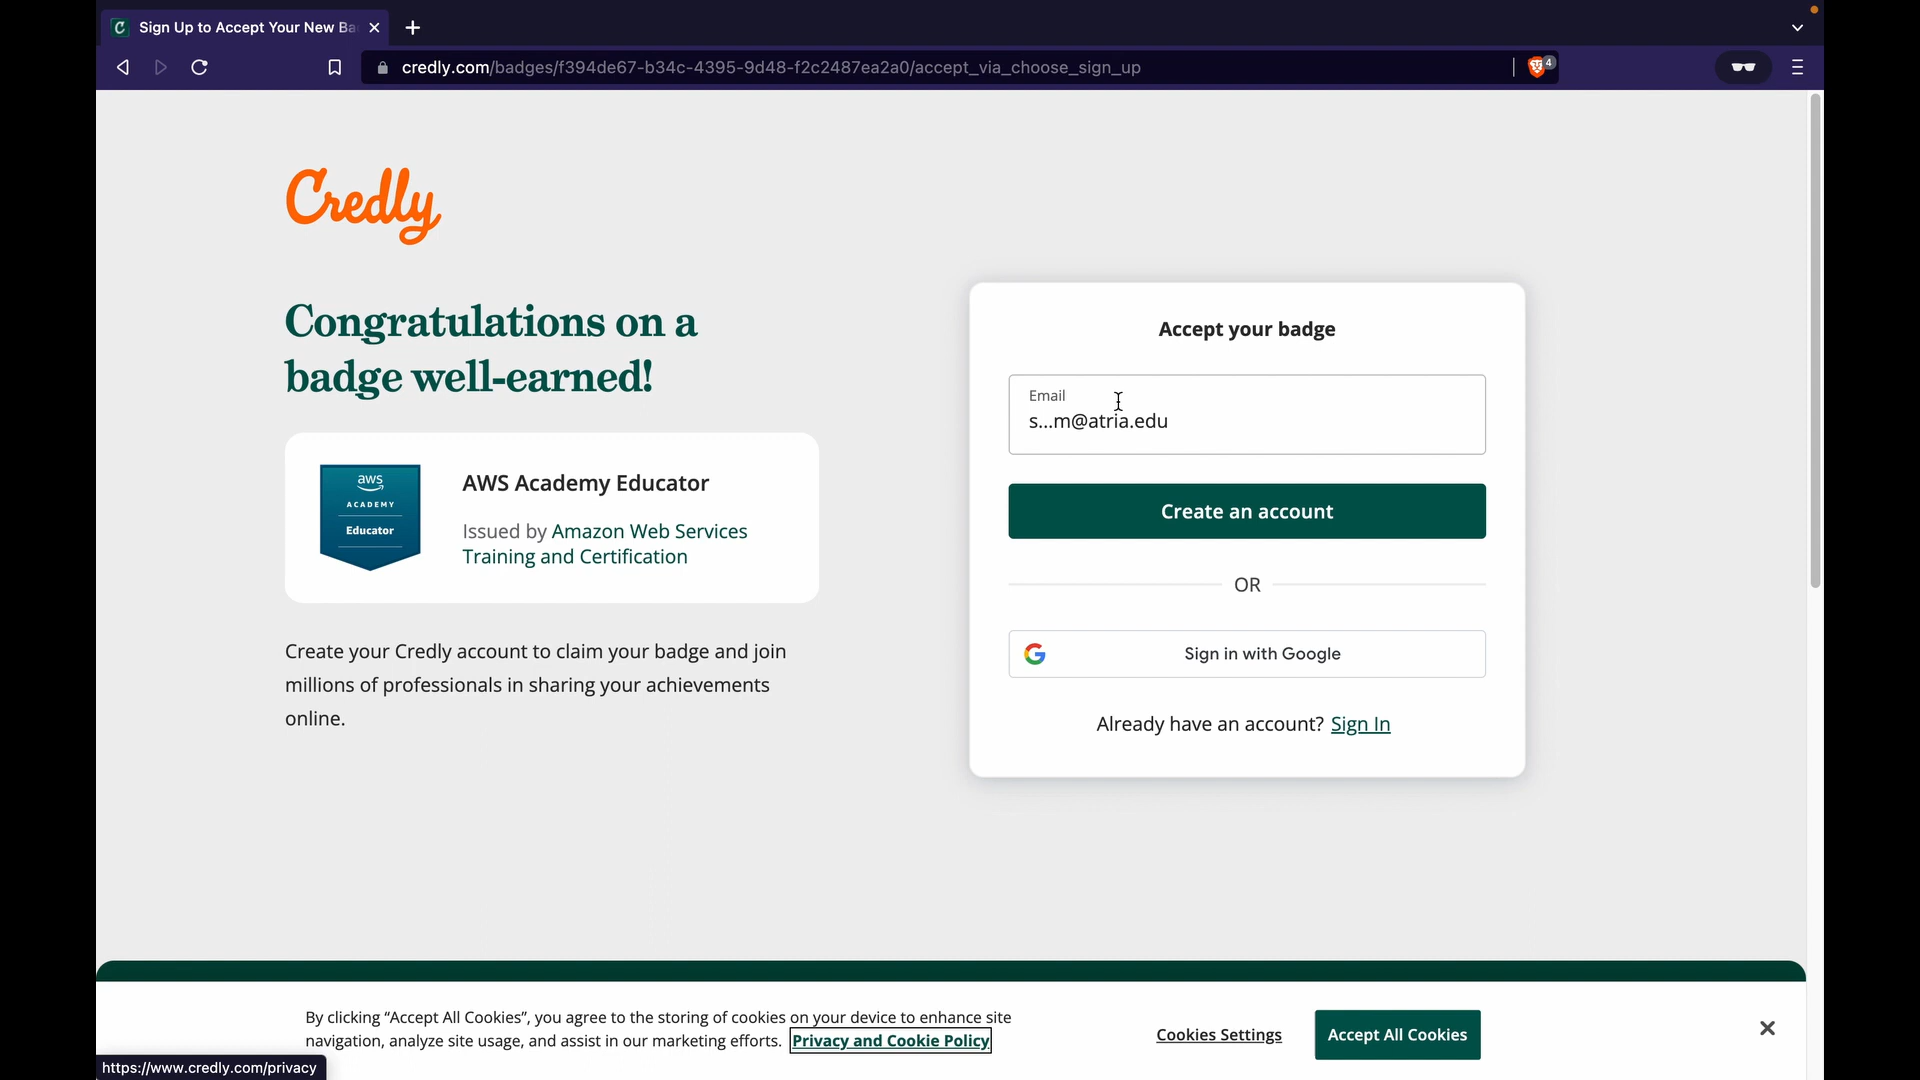 Sign Up to Accept Your New Ba
credly.com/badges/f394de67-b34c-4395-9d48-f2c2487ea2a0/accept_via_choose_sign_up
4
Credly
Congratulations on a
badge well-earned!
aws
ACADEMY
Educator
AWS Academy Educator
Issued by Amazon Web Services
Training and Certification
Create your Credly account to claim your badge and join
millions of professionals in sharing your achievements
online.
Accept your badge
Email
s...m@atria.edu
Create an account
OR
Sign in with Google
Already have an account? Sign In
By clicking “Accept All Cookies”, you agree to the storing of cookies on your device to enhance site
navigation, analyze site usage, and assist in our marketing efforts. Privacy and Cookie Policy
Cookies Settings
Accept All Cookies
https://www.credly.com/privacy